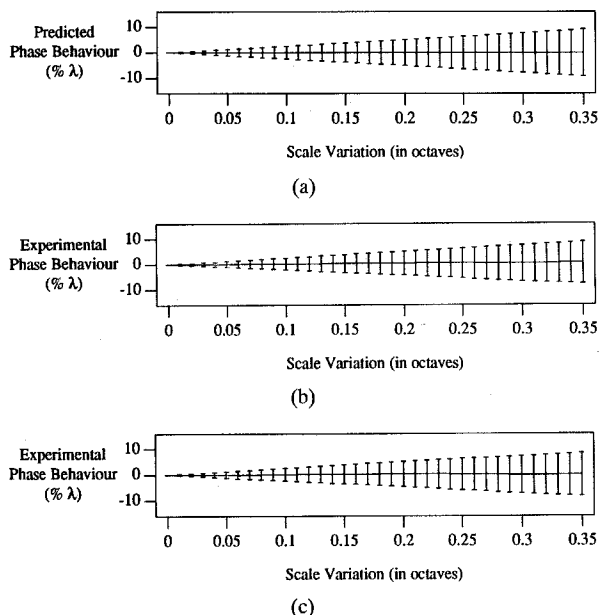 Predicted
Phase Behaviour
(% λ)
10
0
-10
0 0.05 0.1 0.15 0.2 0.25 0.3 0.35
Scale Variation (in octaves)
(a)
Experimental
Phase Behaviour
(% λ)
10
0
-10
0 0.05 0.1 0.15 0.2 0.25 0.3 0.35
Scale Variation (in octaves)
(b)
Experimental
Phase Behaviour
(% λ)
10
0
-10
0 0.05 0.1 0.15 0.2 0.25 0.3 0.35
Scale Variation (in octaves)
(c)